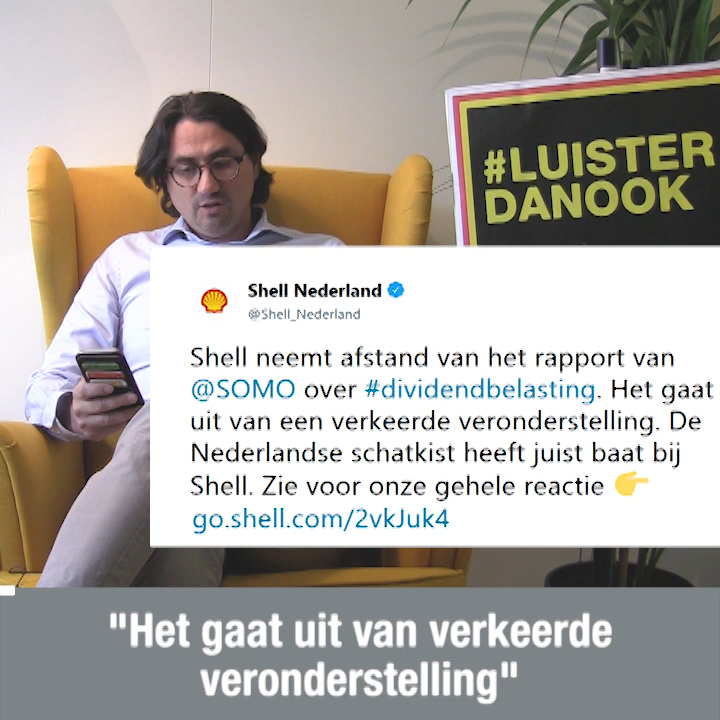 #LUISTER
DANOOK
Shell Nederland
@Shell_Nederland
Shell neemt afstand van het rapport van
@SOMO over #dividendbelasting. Het gaat
uit van een verkeerde veronderstelling. De
Nederlandse schatkist heeft juist baat bij
Shell. Zie voor onze gehele reactie 👉
go.shell.com/2vkJuk4
"Het gaat uit van verkeerde
veronderstelling"